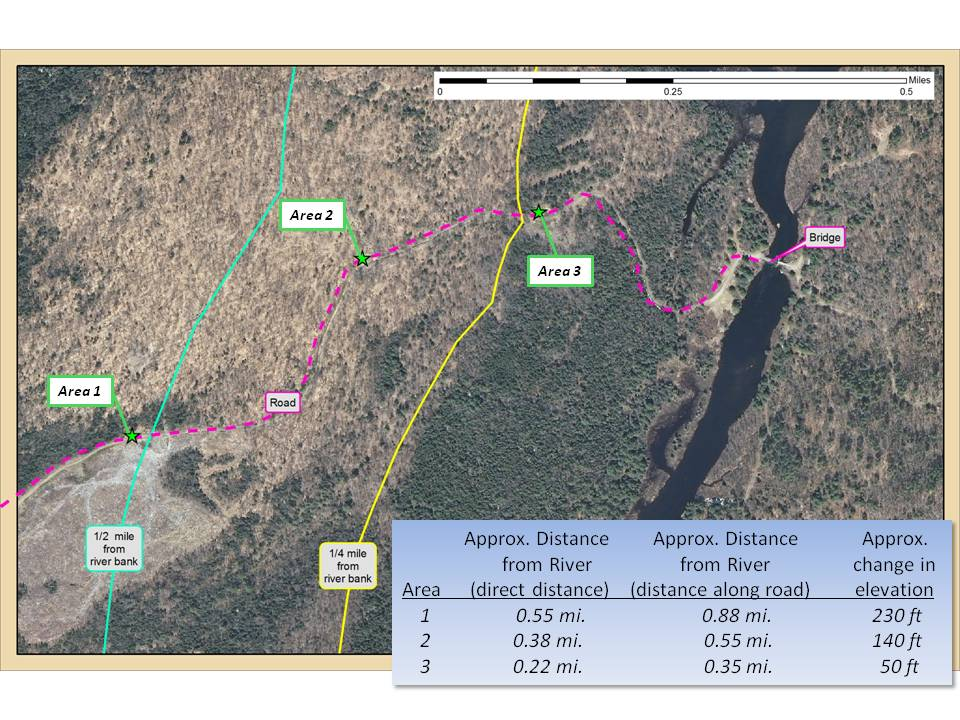 Miles
0 0.25 0.5
Area 2
Bridge
Area 3
Area 1
Road
1/2 mile
from
river bank
1/4 mile
from
river bank
Approx. Distance Approx. Distance Approx.
from River from River change in
Area (direct distance) (distance along road) elevation
1 0.55 mi. 0.88 mi. 230 ft
2 0.38 mi. 0.55 mi. 140 ft
3 0.22 mi. 0.35 mi. 50 ft